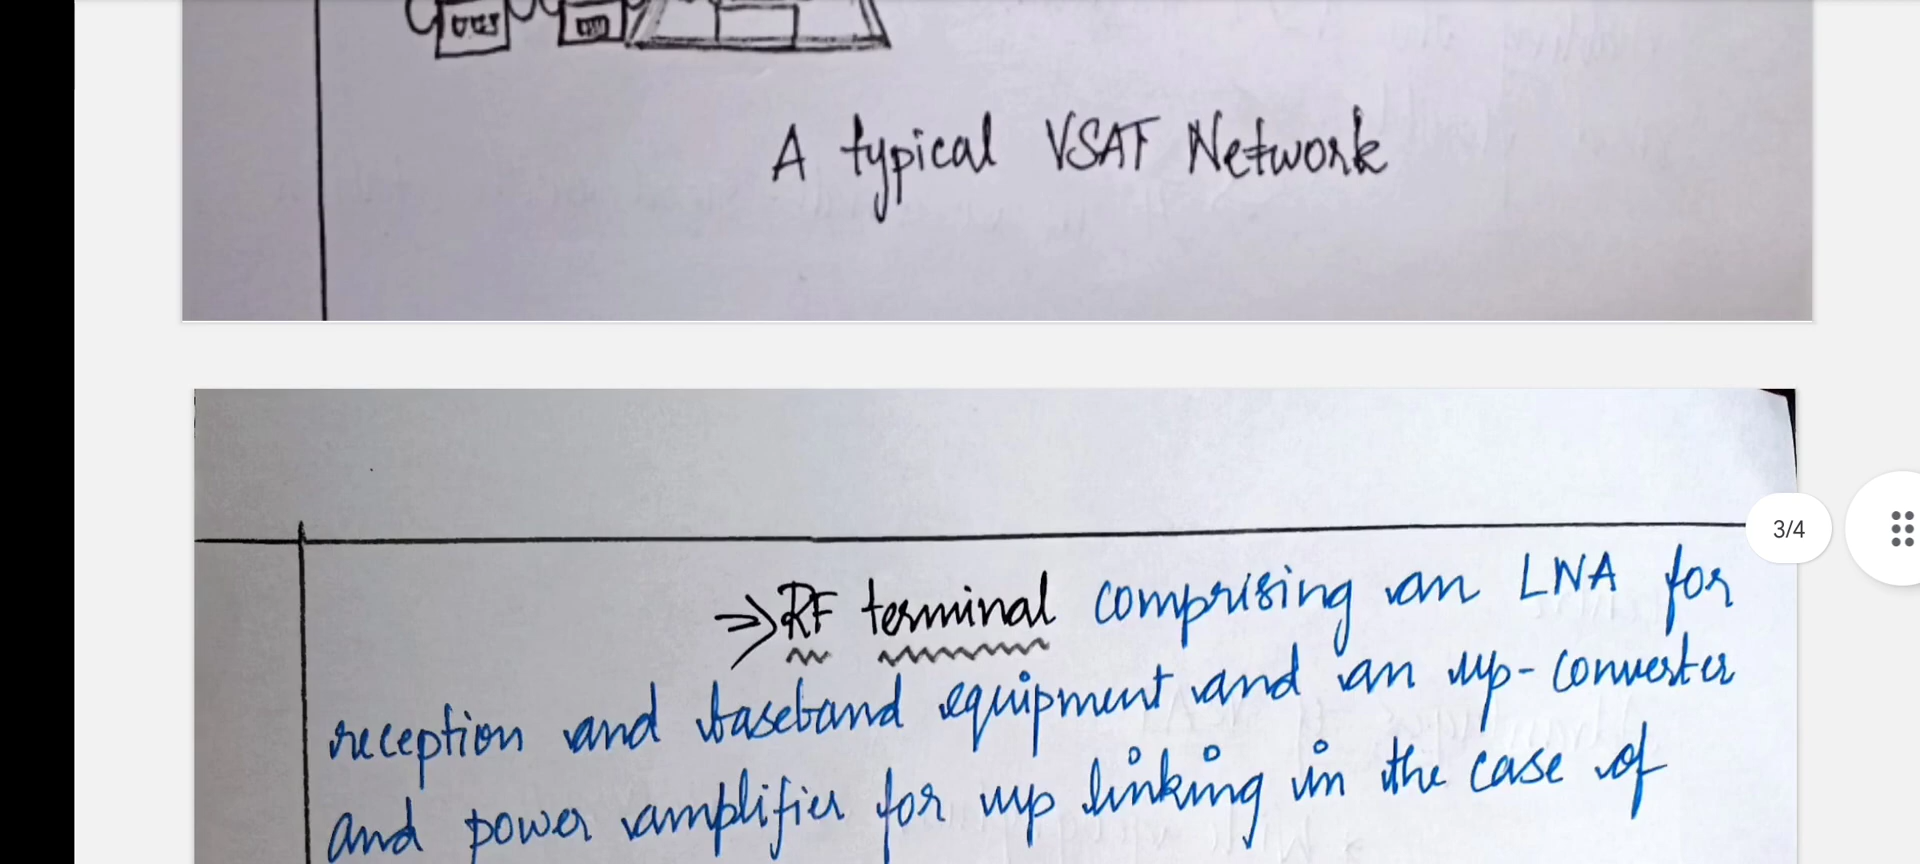 A typical VSAT Network
3/4
⇒ RF terminal comprising an LNA for
reception and baseband equipment and an up-converter
and power amplifier for up linking in the case of